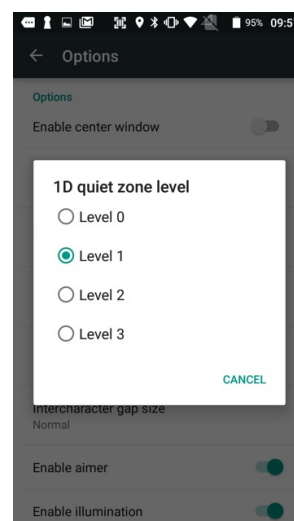 95% 09:5
Options
Options
Enable center window
1D quiet zone level
Level 0
Level 1
Level 2
Level 3
CANCEL
Intercharacter gap size
Normal
Enable aimer
Enable illumination